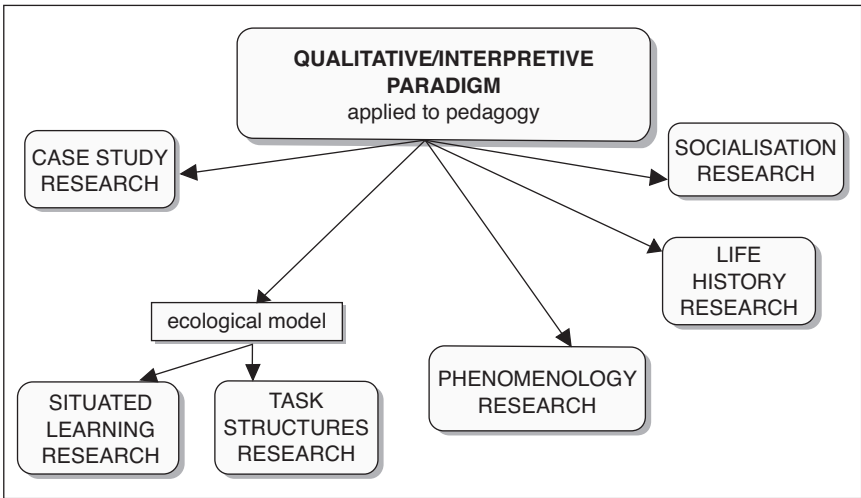 QUALITATIVE/INTERPRETIVE
PARADIGM
applied to pedagogy
CASE STUDY
RESEARCH
SOCIALISATION
RESEARCH
LIFE
HISTORY
RESEARCH
ecological model
PHENOMENOLOGY
RESEARCH
SITUATED
LEARNING
RESEARCH
TASK
STRUCTURES
RESEARCH